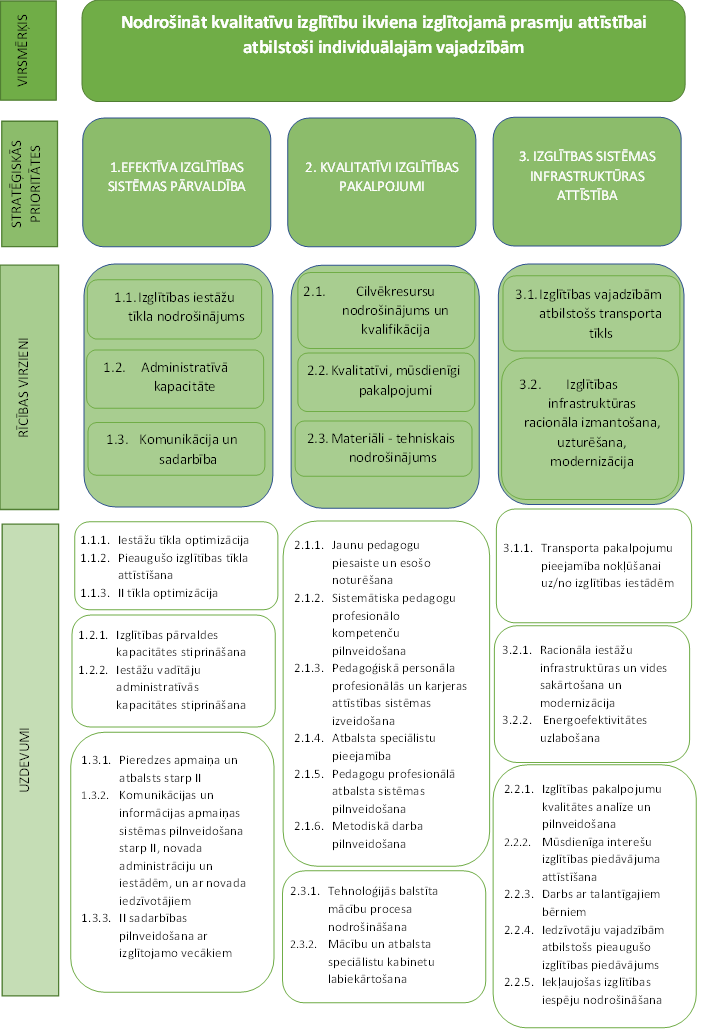 VIRSMĒRĶIS
Nodrošināt kvalitatīvu izglītību ikviena izglītojamā prasmju attīstībai
atbilstoši individuālajām vajadzībām
STRATĒĢISKĀS
PRIORITĀTES
1.EFEKTĪVA IZGLĪTĪBAS
SISTĒMAS PĀRVALDĪBA
2. KVALITATĪVI IZGLĪTĪBAS
PAKALPOJUMI
3. IZGLĪTBAS SISTĒMAS
INFRASTRUKTŪRAS
ATTĪSTĪBA
RĪCĪBAS VIRZIENI
1.1. Izglītības iestāžu
tīkla nodrošinājums
1.2. Administratīvā
kapacitāte
1.3. Komunikācija un
sadarbība
2.1. Cilvēkresursu
nodrošinājums un
kvalifikācija
2.2. Kvalitatīvi, mūsdienīgi
pakalpojumi
2.3. Materiāli - tehniskais
nodrošinājums
3.1. Izglītības vajadzībām
atbilstošs transporta
tīkls
3.2. Izglītības
infrastruktūras
racionāla izmantošana,
uzturēšana,
modernizācija
UZDEVUMI
1.1.1. Iestāžu tīkla optimizācija
1.1.2. Pieaugušo izglītības tīkla
attīstīšana
1.1.3. II tīkla optimizācija
1.2.1. Izglītības pārvaldes
kapacitātes stiprināšana
1.2.2. Iestāžu vadītāju
administratīvās
kapacitātes stiprināšana
1.3.1. Pieredzes apmaiņa un
atbalsts starp II
1.3.2. Komunikācijas un
informācijas apmaiņas
sistēmas pilnveidošana
starp II, novada
administrāciju un
iestādēm, un ar novada
iedzīvotājiem
1.3.3. II sadarbības
pilnveidošana ar
izglītojamo vecākiem
2.1.1. Jaunu pedagogu
piesaiste un esošo
noturēšana
2.1.2. Sistemātiska pedagogu
profesionālo
kompetenču
pilnveidošana
2.1.3. Pedagoģiskā personāla
profesionālās un karjeras
attīstības sistēmas
izveidošana
2.1.4. Atbalsta speciālistu
pieejamība
2.1.5. Pedagogu profesionālā
atbalsta sistēmas
pilnveidošana
2.1.6. Metodiskā darba
pilnveidošana
2.3.1. Tehnoloģijās balstīta
mācību procesa
nodrošināšana
2.3.2. Mācību un atbalsta
speciālistu kabinetu
labiekārtošana
3.1.1. Transporta pakalpojumu
pieejamība nokļūšanai
uz/no izglītības iestādēm
3.2.1. Racionāla iestāžu
infrastruktūras un vides
sakārtošana un
modernizācija
3.2.2. Energoefektivitātes
uzlabošana
2.2.1. Izglītības pakalpojumu
kvalitātes analīze un
pilnveidošana
2.2.2. Mūsdienīga interešu
izglītības piedāvājuma
attīstīšana
2.2.3. Darbs ar talantīgajiem
bērniem
2.2.4. Iedzīvotāju vajadzībām
atbilstošs pieaugušo
izglītības piedāvājums
2.2.5. Iekļaujošas izglītības
iespēju nodrošināšana